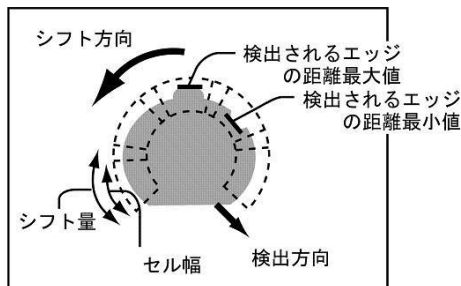 シフト方向
検出されるエッジ
の距離最大値
検出されるエッジ
の距離最小値
シフト量
セル幅
検出方向